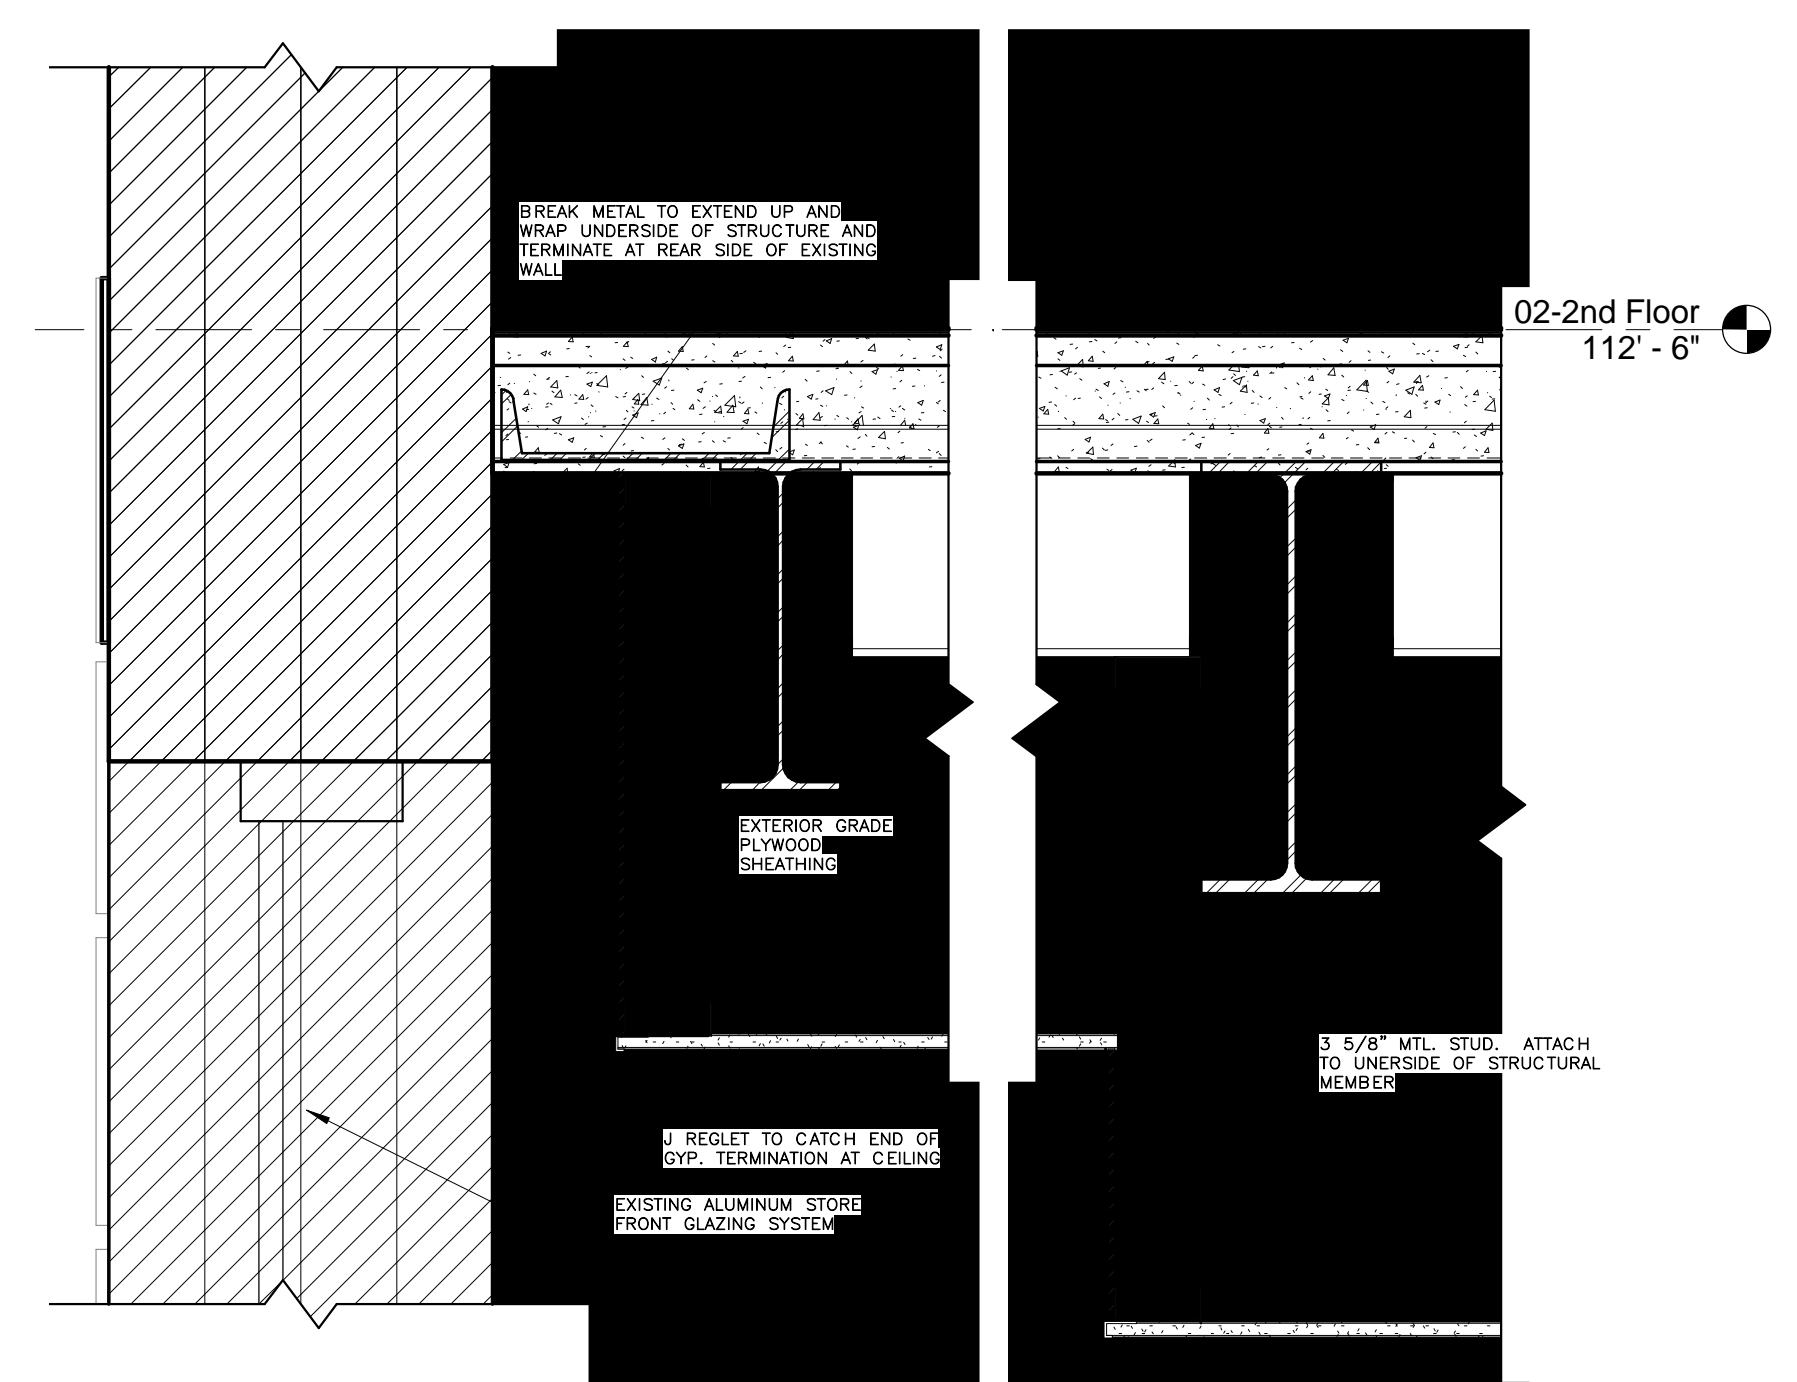 BREAK METAL TO EXTEND UP AND
WRAP UNDERSIDE OF STRUCTURE AND
TERMINATE AT REAR SIDE OF EXISTING
WALL
02-2nd Floor
112' - 6"
EXTERIOR GRADE
PLYWOOD
SHEATHING
3 5/8" MTL. STUD. ATTACH
TO UNERSIDE OF STRUCTURAL
MEMBER
J REGLET TO CATCH END OF
GYP. TERMINATION AT CEILING
EXISTING ALUMINUM STORE
FRONT GLAZING SYSTEM